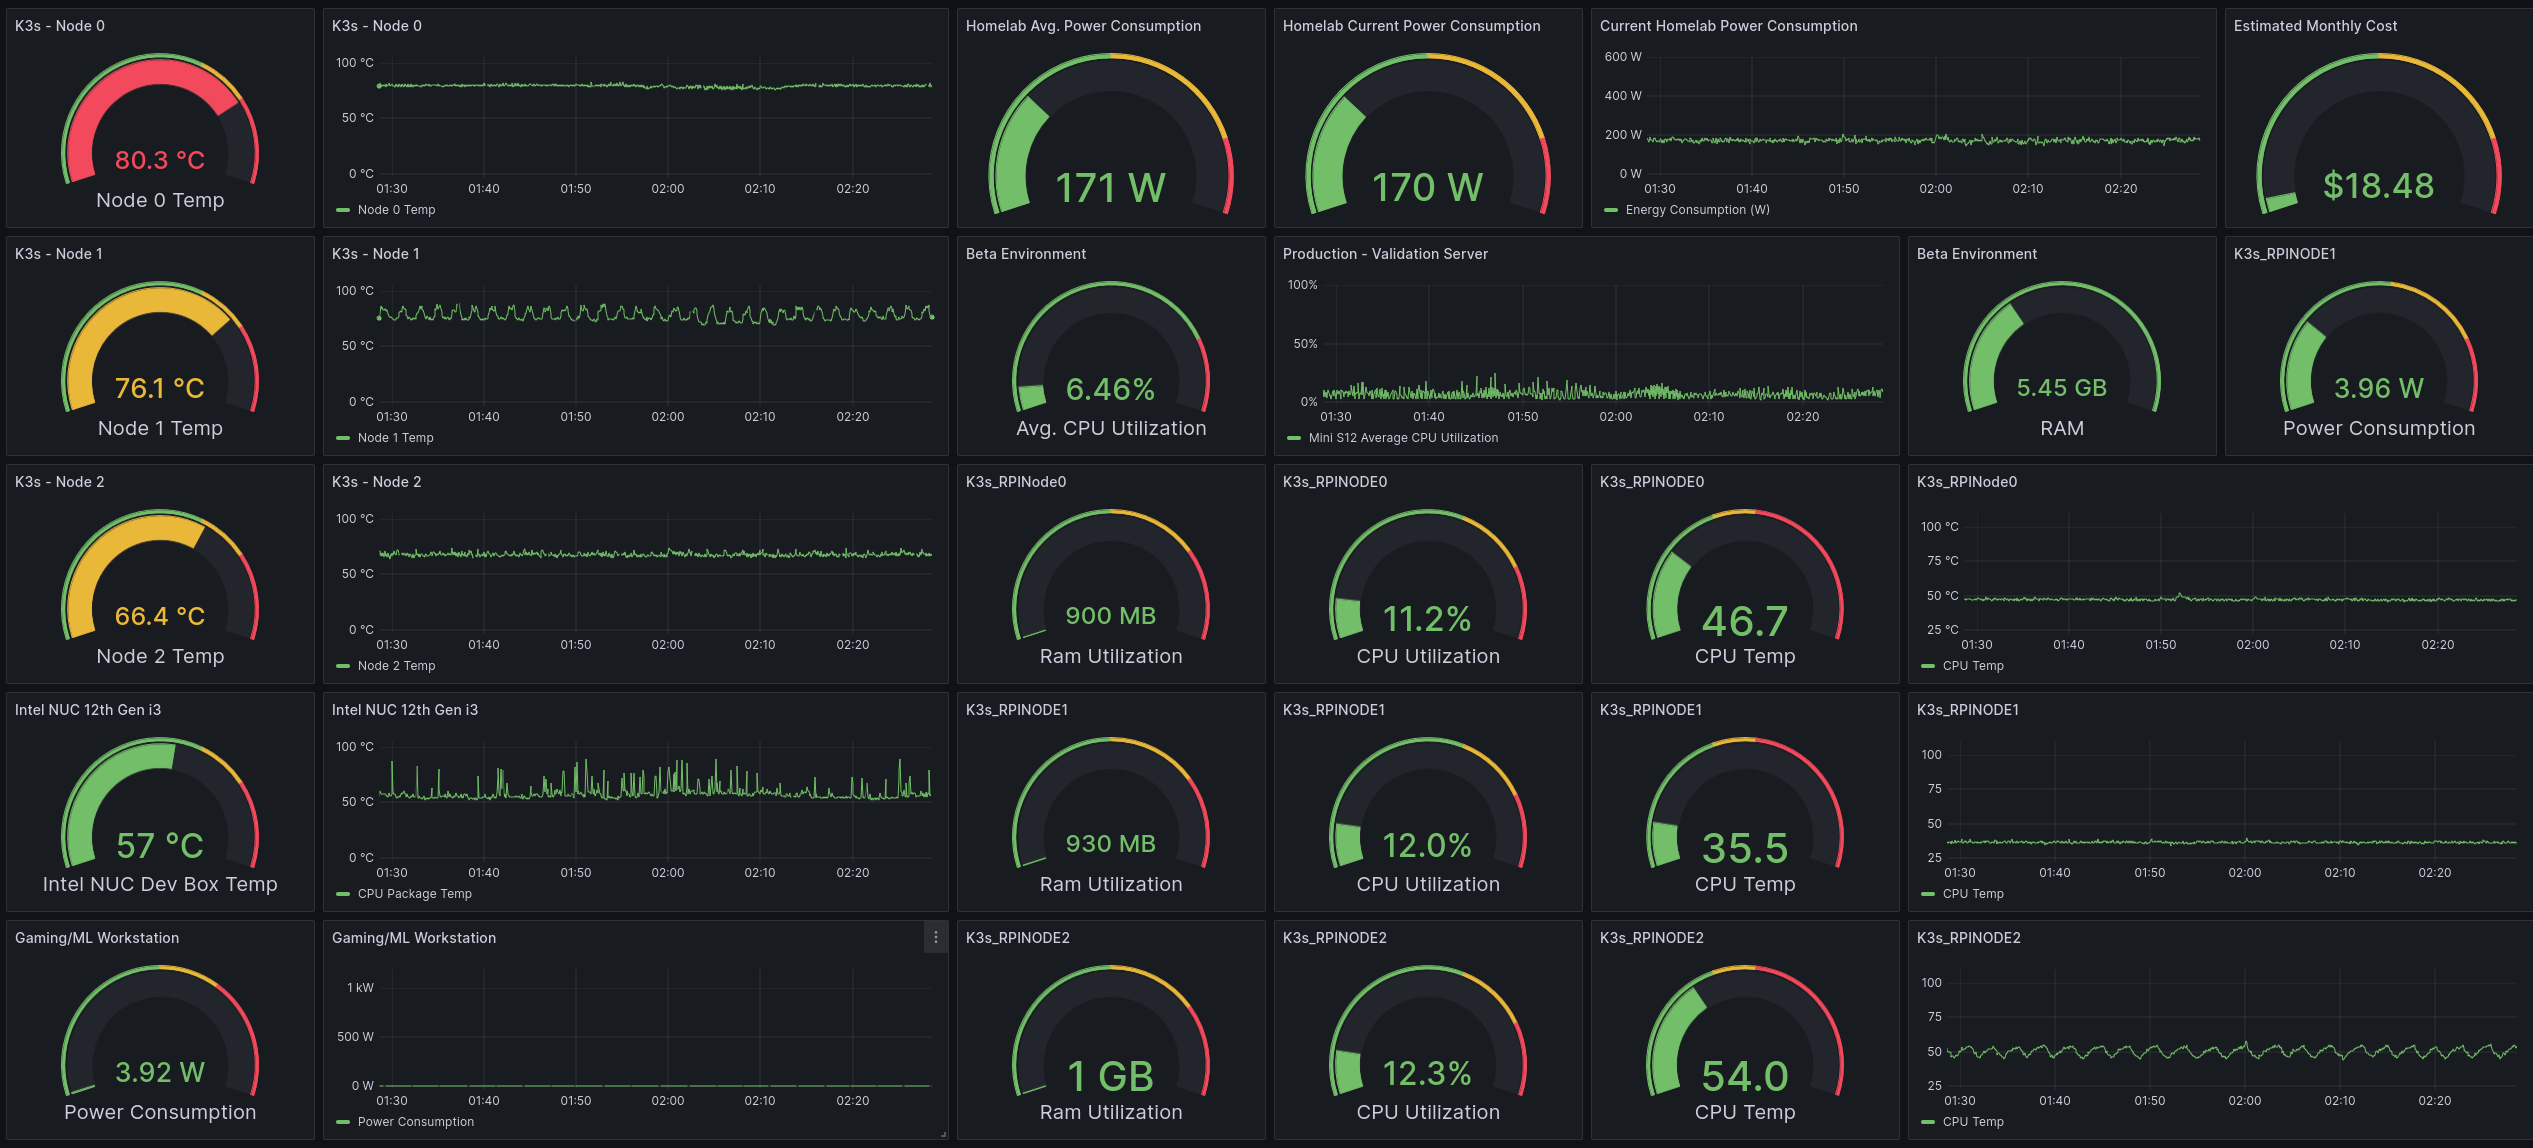 K3s - Node 0
80.3 °C
Node 0 Temp
K3s - Node 0
100 °C
50 °C
0 °C
01:30 01:40 01:50 02:00 02:10 02:20
Node 0 Temp
Homelab Avg. Power Consumption
171 W
Homelab Current Power Consumption
170 W
Current Homelab Power Consumption
600 W
400 W
200 W
0 W
01:30 01:40 01:50 02:00 02:10 02:20
Energy Consumption (W)
Estimated Monthly Cost
$18.48
K3s - Node 1
76.1 °C
Node 1 Temp
K3s - Node 1
100 °C
50 °C
0 °C
01:30 01:40 01:50 02:00 02:10 02:20
Node 1 Temp
Beta Environment
6.46%
Avg. CPU Utilization
Production - Validation Server
100%
50%
0%
01:30 01:40 01:50 02:00 02:10 02:20
Mini S12 Average CPU Utilization
Beta Environment
5.45 GB
RAM
K3s_RPINODE1
3.96 W
Power Consumption
K3s - Node 2
66.4 °C
Node 2 Temp
K3s - Node 2
100 °C
50 °C
0 °C
01:30 01:40 01:50 02:00 02:10 02:20
Node 2 Temp
K3s_RPINode0
900 MB
Ram Utilization
K3s_RPINODE0
11.2%
CPU Utilization
K3s_RPINODE0
46.7
CPU Temp
K3s_RPINode0
100 °C
75 °C
50 °C
25 °C
01:30 01:40 01:50 02:00 02:10 02:20
CPU Temp
Intel NUC 12th Gen i3
57 °C
Intel NUC Dev Box Temp
Intel NUC 12th Gen i3
100 °C
50 °C
0 °C
01:30 01:40 01:50 02:00 02:10 02:20
CPU Package Temp
K3s_RPINODE1
930 MB
Ram Utilization
K3s_RPINODE1
12.0%
CPU Utilization
K3s_RPINODE1
35.5
CPU Temp
K3s_RPINODE1
100
75
50
25
01:30 01:40 01:50 02:00 02:10 02:20
CPU Temp
Gaming/ML Workstation
3.92 W
Power Consumption
Gaming/ML Workstation
1 kW
500 W
0 W
01:30 01:40 01:50 02:00 02:10 02:20
Power Consumption
K3s_RPINODE2
1 GB
Ram Utilization
K3s_RPINODE2
12.3%
CPU Utilization
K3s_RPINODE2
54.0
CPU Temp
K3s_RPINODE2
100
75
50
25
01:30 01:40 01:50 02:00 02:10 02:20
CPU Temp